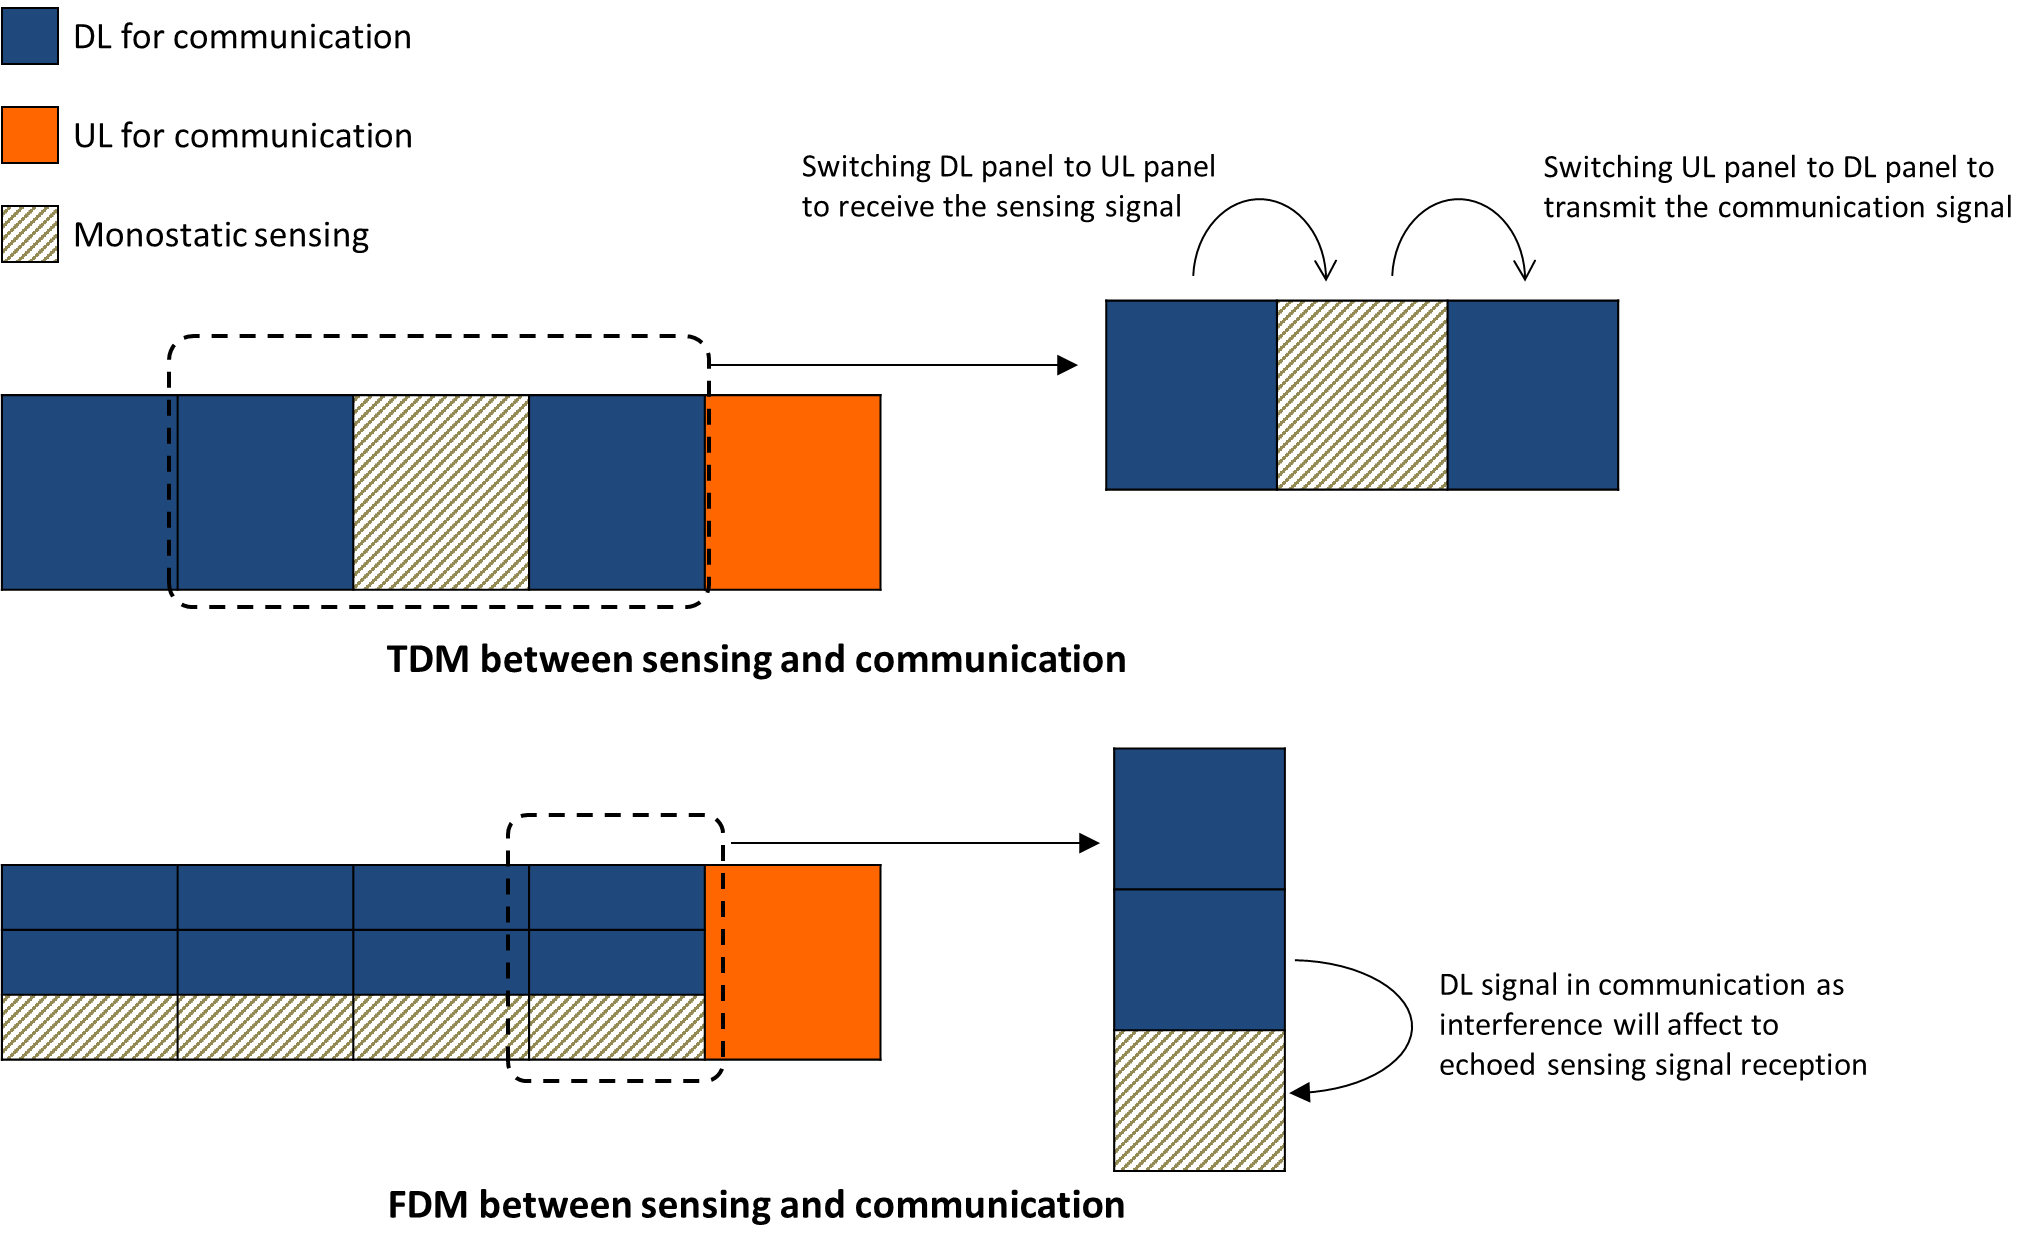 DL for communication
UL for communication
Monostatic sensing
Switching DL panel to UL panel
to receive the sensing signal
Switching UL panel to DL panel to
transmit the communication signal
TDM between sensing and communication
DL signal in communication as
interference will affect to
echoed sensing signal reception
FDM between sensing and communication